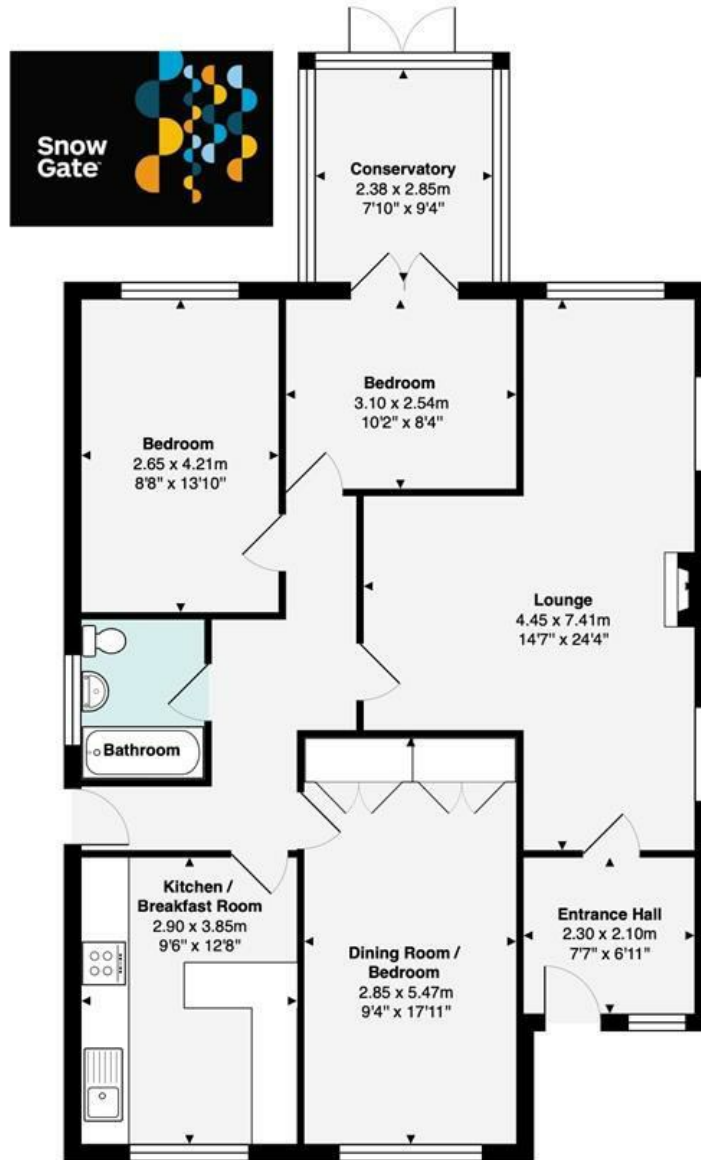 Snow
Gate™
Conservatory
2.38 x 2.85m
7'10" x 9'4"
Bedroom
3.10 x 2.54m
10'2" x 8'4"
Bedroom
2.65 x 4.21m
8'8" x 13'10"
Lounge
4.45 x 7.41m
14'7" x 24'4"
Bathroom
Kitchen /
Breakfast Room
2.90 x 3.85m
9'6" x 12'8"
Dining Room /
Bedroom
2.85 x 5.47m
9'4" x 17'11"
Entrance Hall
2.30 x 2.10m
7'7" x 6'11"